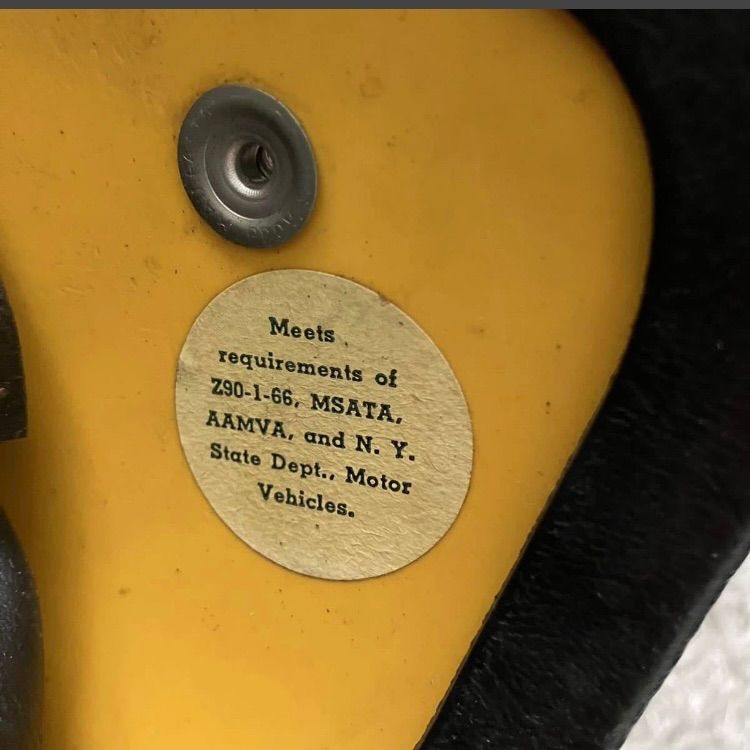 Meets
requirements of
Z90-1-66, MSATA,
AAMVA, and N. Y.
State Dept., Motor
Vehicles.